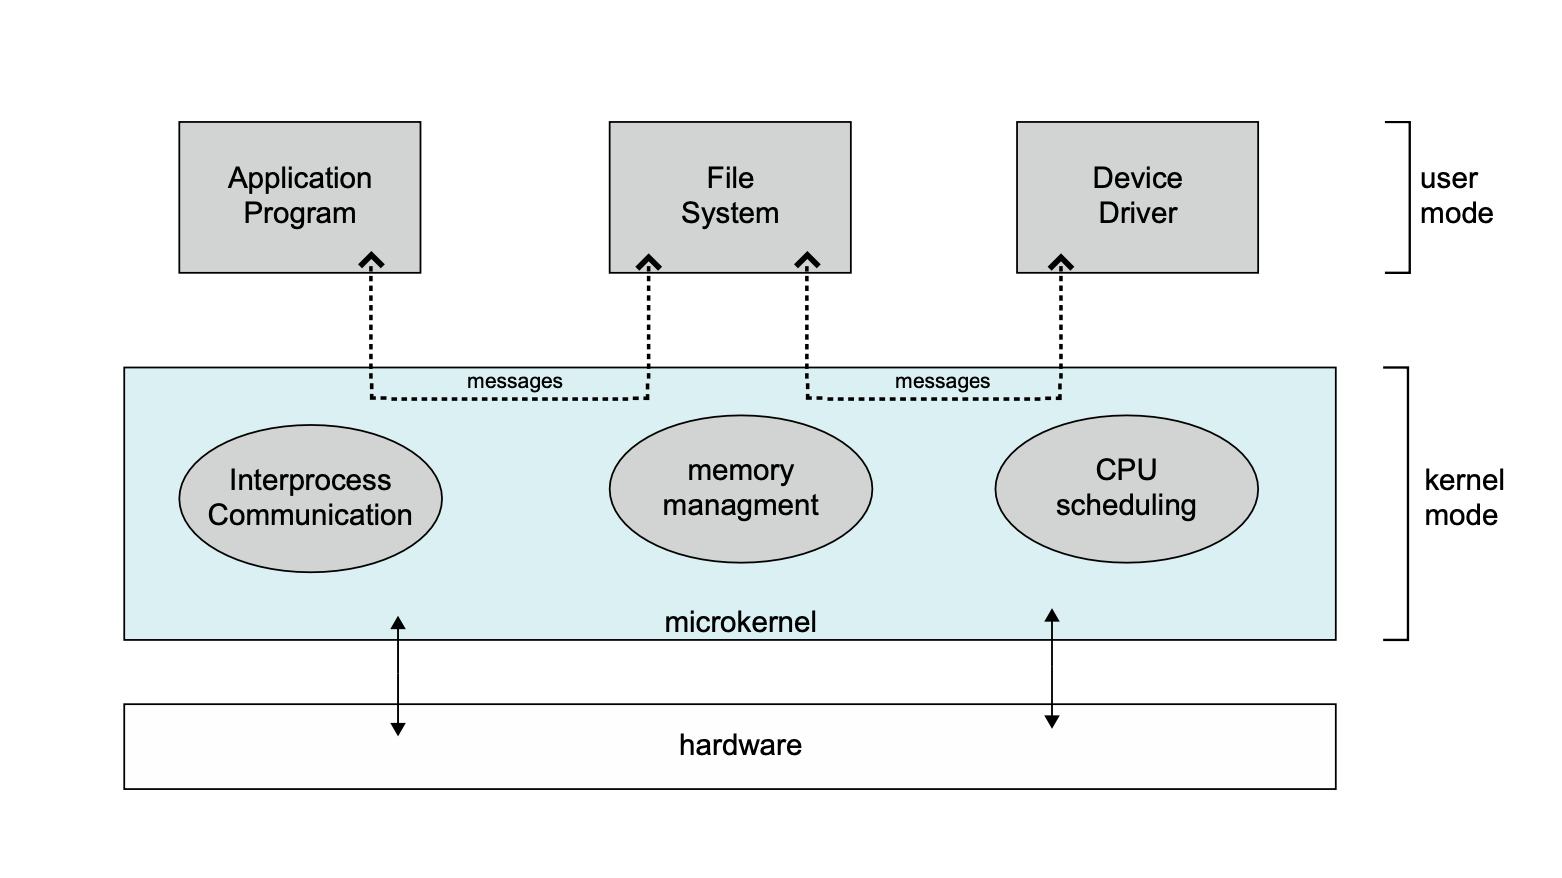 Application
Program
File
System
Device
Driver
user
mode
messages
messages
Interprocess
Communication
memory
managment
CPU
scheduling
kernel
mode
microkernel
hardware